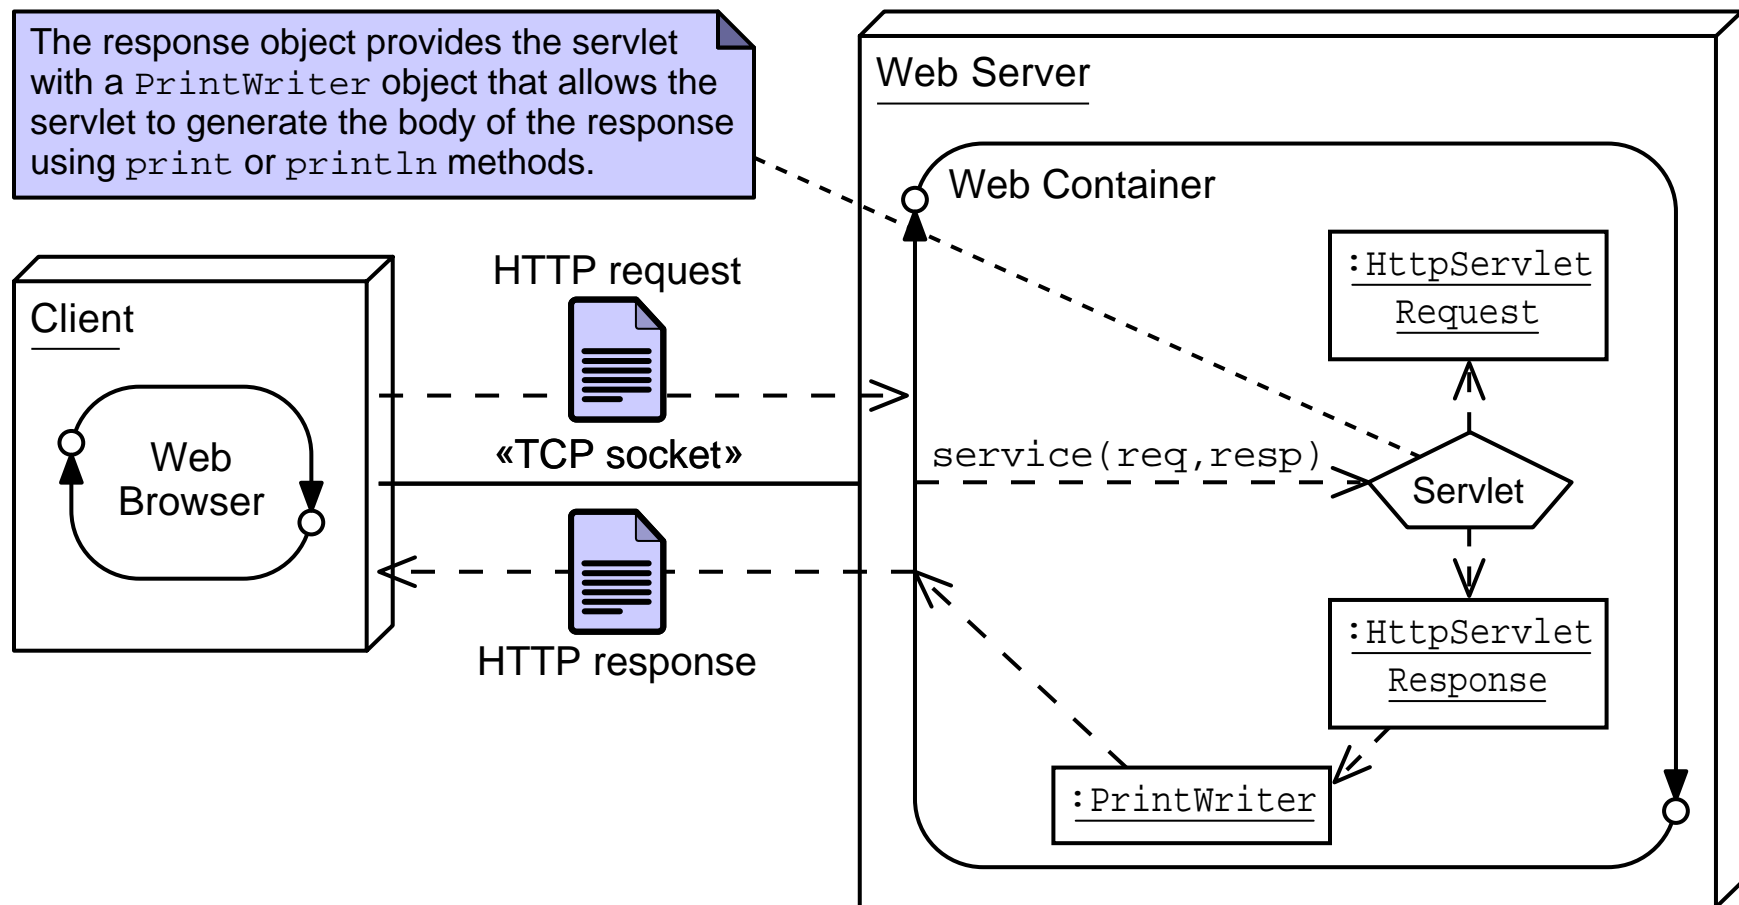 The response object provides the servlet
with a PrintWriter object that allows the
servlet to generate the body of the response
using print or println methods.
Web Server
Web Container
:HttpServlet
Request
HTTP request
Client
«TCP socket»
service(req,resp)
Web
Browser
Servlet
HTTP response
:HttpServlet
Response
:PrintWriter